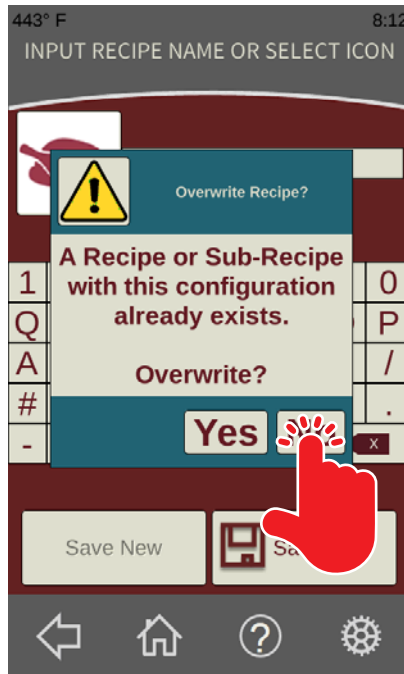 443° F 8:12
INPUT RECIPE NAME OR SELECT ICON
Overwrite Recipe?
A Recipe or Sub-Recipe
with this configuration
already exists.
Overwrite?
1 0
Q P
A /
# .
- X
Yes
Save New